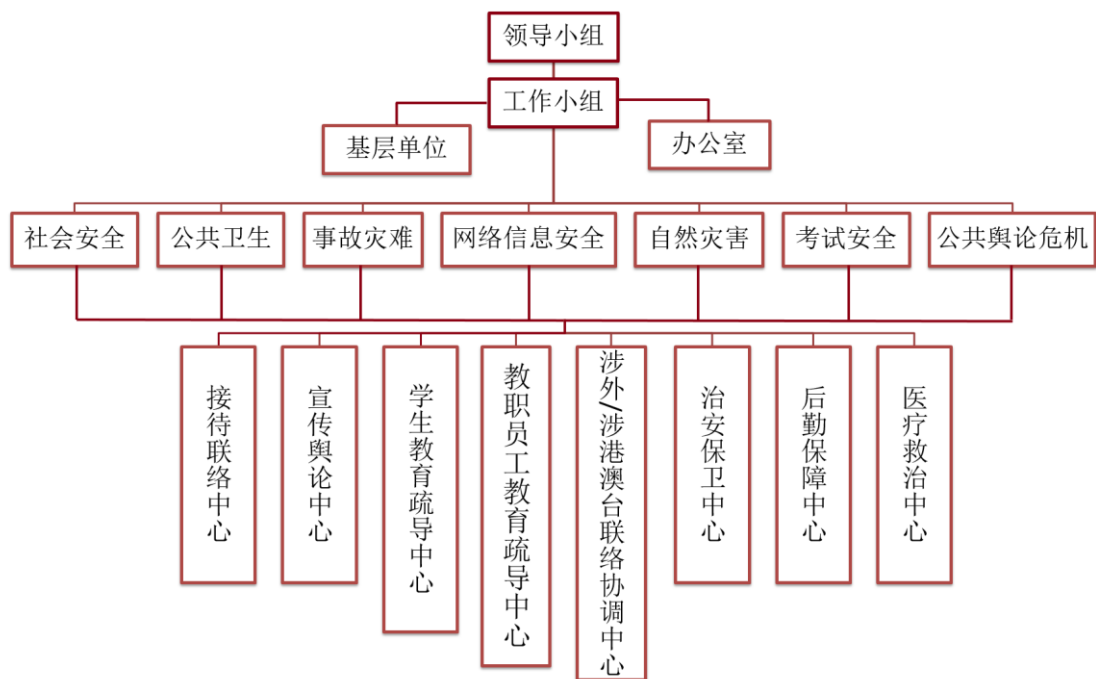 领导小组
工作小组
基层单位
办公室
社会安全
公共卫生
事故灾难
网络信息安全
自然灾害
考试安全
公共舆论危机
接待联络中心
宣传舆论中心
学生教育疏导中心
教职员工教育疏导中心
涉外/涉港澳台联络协调中心
治安保卫中心
后勤保障中心
医疗救治中心